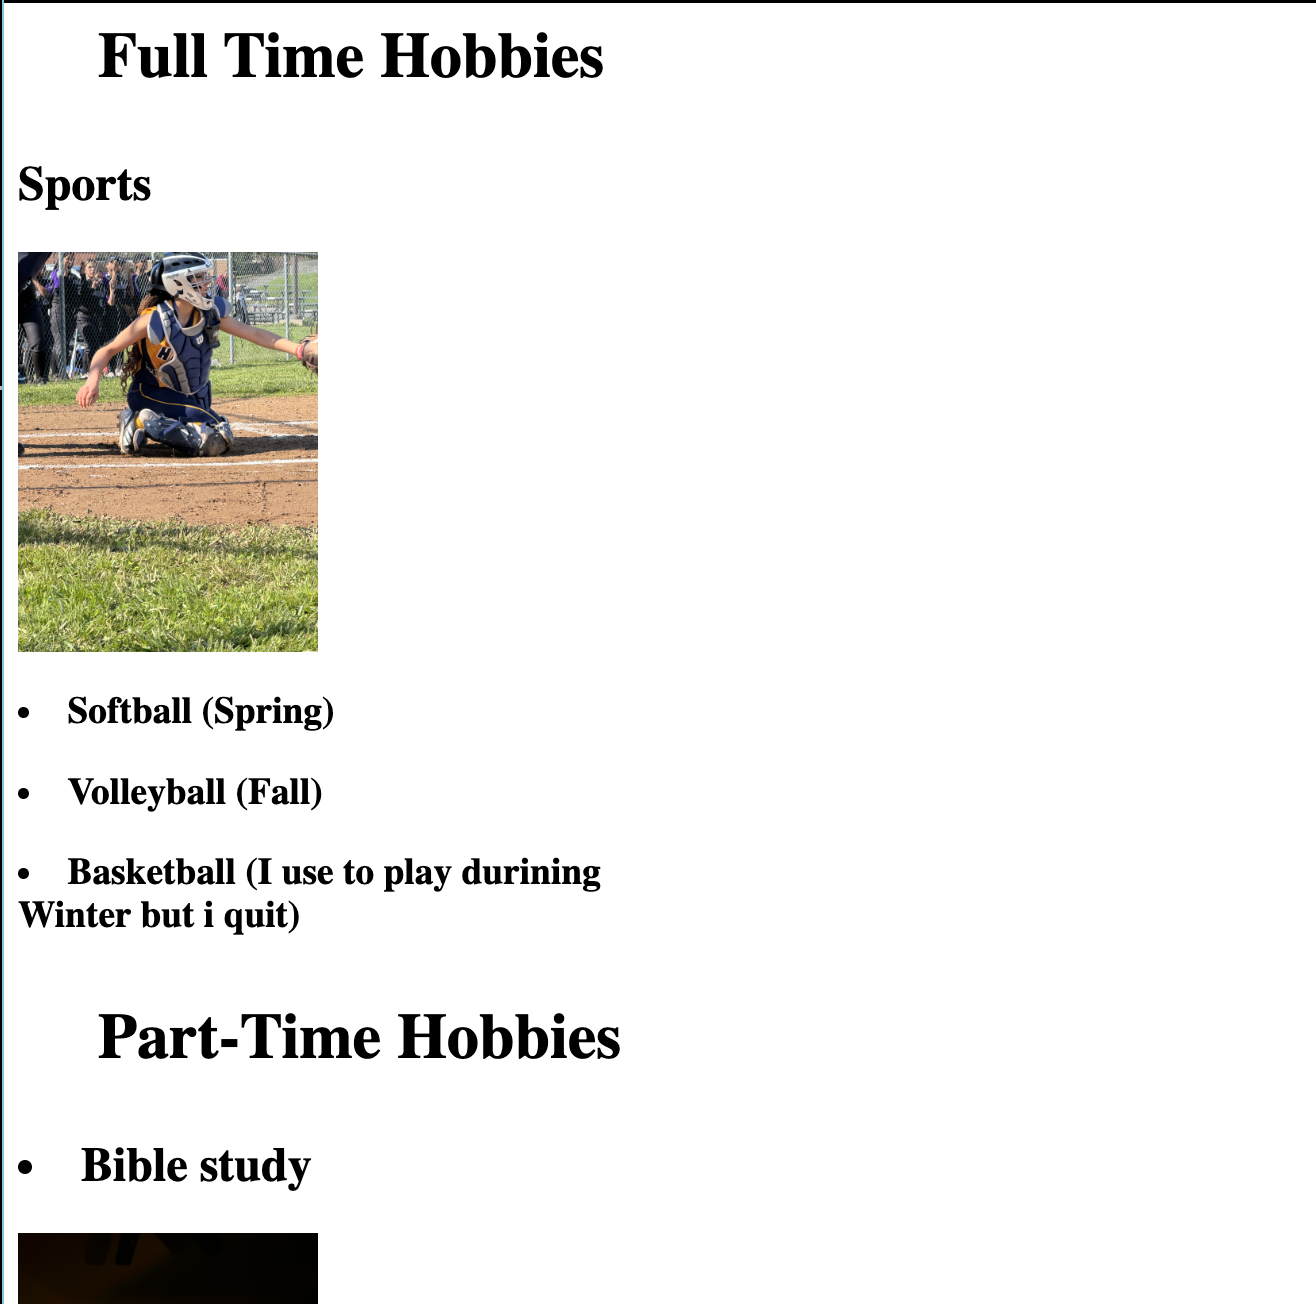 Full Time Hobbies
Sports
• Softball (Spring)
• Volleyball (Fall)
• Basketball (I use to play durining
Winter but i quit)
Part-Time Hobbies
• Bible study